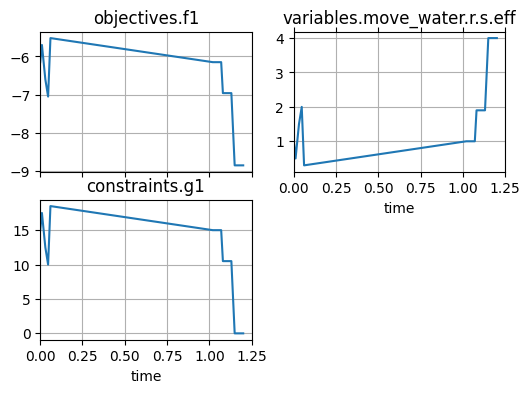 objectives.f1
−6
−7
−8
−9
variables.move_water.r.s.eff
4
3
2
1
0.00 0.25 0.50 0.75 1.00 1.25
time
constraints.g1
15
10
5
0
0.00 0.25 0.50 0.75 1.00 1.25
time